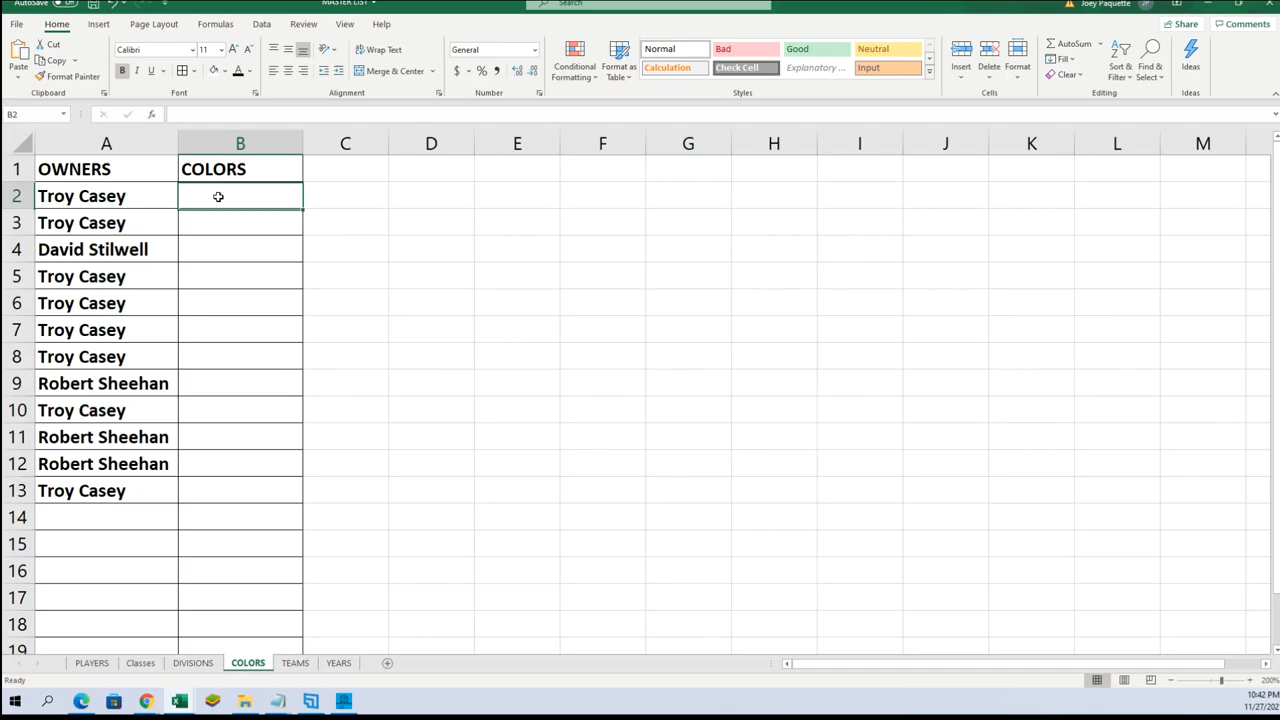 AutoSave Off MASTER LIST Search Joey Paquette JP
File Home Insert Page Layout Formulas Data Review View Help Share Comments
Paste Cut Copy Format Painter Clipboard
Calibri 11 A A B I U A Font
Wrap Text Merge & Center Alignment
General $ % Number
Conditional Formatting Format as Table
Normal Bad Good Neutral
Calculation Check Cell Explanatory ... Input
Styles
Insert Delete Format Cells
AutoSum Fill Clear Sort & Filter Find & Select Editing
Ideas Ideas
B2 fx
A B C D E F G H I J K L M
1 OWNERS COLORS
2 Troy Casey
3 Troy Casey
4 David Stilwell
5 Troy Casey
6 Troy Casey
7 Troy Casey
8 Troy Casey
9 Robert Sheehan
10 Troy Casey
11 Robert Sheehan
12 Robert Sheehan
13 Troy Casey
14
15
16
17
18
19
PLAYERS Classes DIVISIONS COLORS TEAMS YEARS
Ready 200%
10:42 PM
11/27/202